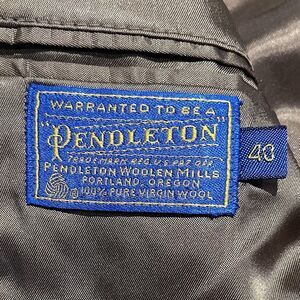 WARRANTED TO BE A
"PENDLETON"
TRADEMARK REG. U.S. PAT. OFF.
PENDLETON WOOLEN MILLS
PORTLAND, OREGON
100% PURE VIRGIN WOOL
40